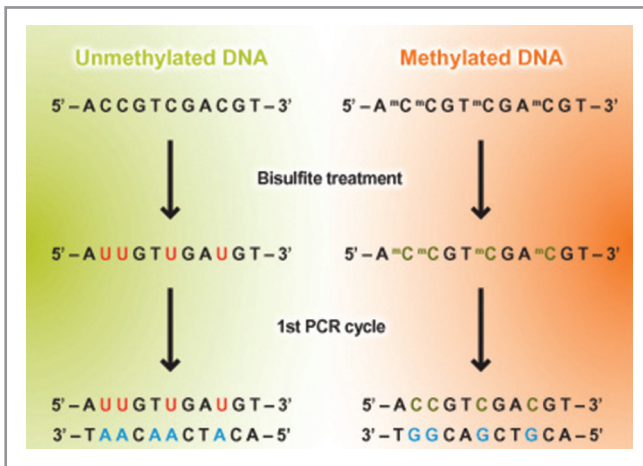 Unmethylated DNA
Methylated DNA
5’–ACCGTCGACGT–3’
5’–AᵐCᵐCGTᵐCGAᵐCGT–3’
Bisulfite treatment
5’–AUUGTUGAUGT–3’
5’–AᵐCᵐCGTᵐCGAᵐCGT–3’
1st PCR cycle
5’–AUUGTUGAUGT–3’
3’–TAACAACTACA–5’
5’–ACCGTCGACGT–3’
3’–TGGCAGCTGCA–5’